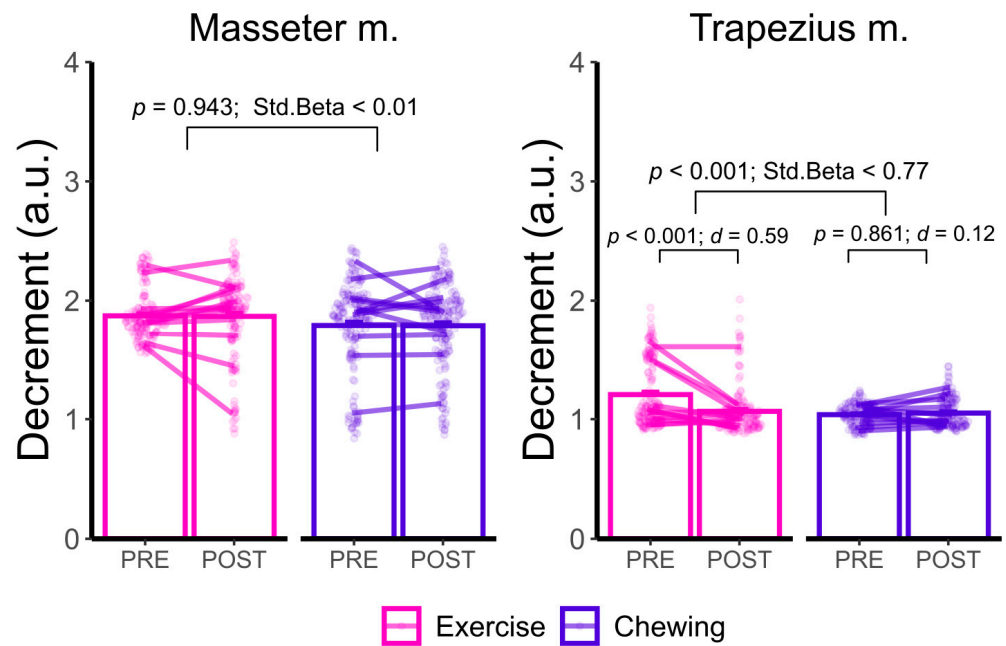 Masseter m.
Trapezius m.
Decrement (a.u.)
4
3
2
1
0
p = 0.943;  Std.Beta < 0.01
PRE
POST
PRE
POST
Decrement (a.u.)
4
3
2
1
0
p < 0.001; Std.Beta < 0.77
p < 0.001; d = 0.59
p = 0.861; d = 0.12
PRE
POST
PRE
POST
Exercise
Chewing